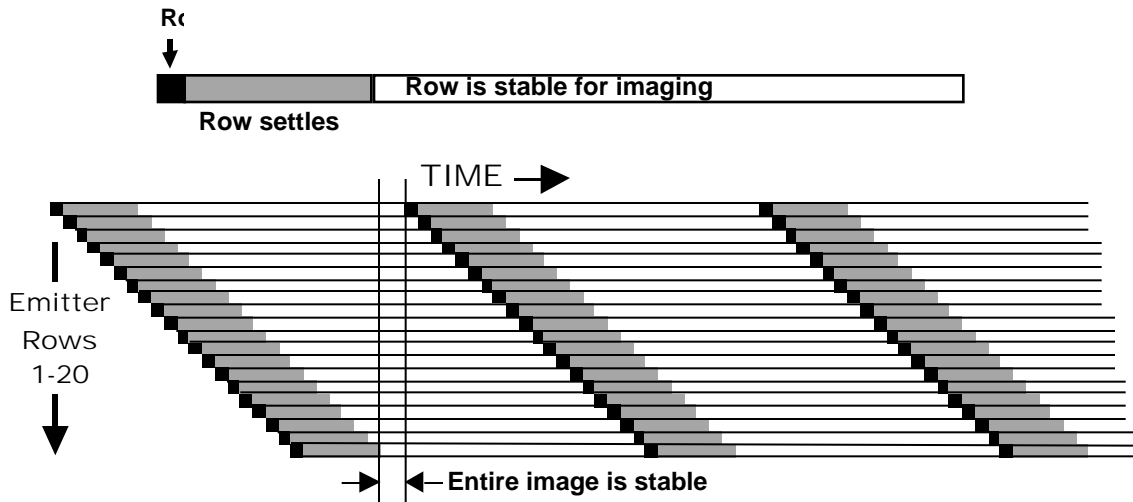 Row is stable for imaging
Row settles
TIME
Emitter
Rows
1-20
Entire image is stable